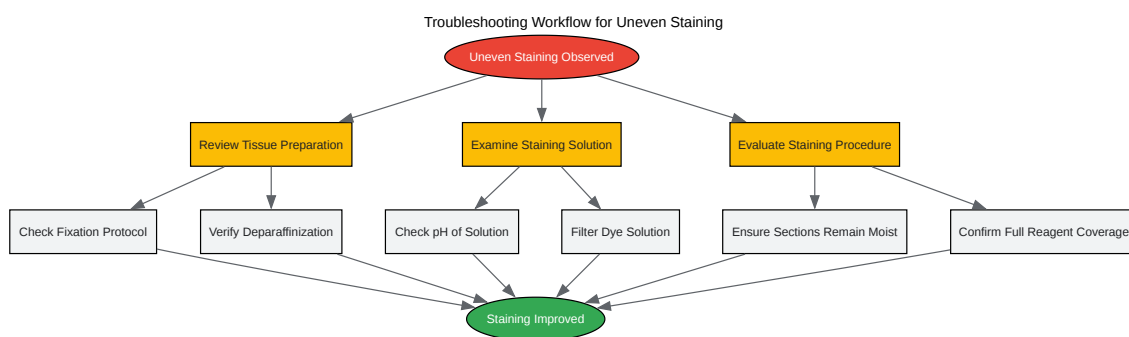 Troubleshooting Workflow for Uneven Staining
Uneven Staining Observed
Review Tissue Preparation
Examine Staining Solution
Evaluate Staining Procedure
Check Fixation Protocol
Verify Deparaffinization
Check pH of Solution
Filter Dye Solution
Ensure Sections Remain Moist
Confirm Full Reagent Coverage
Staining Improved